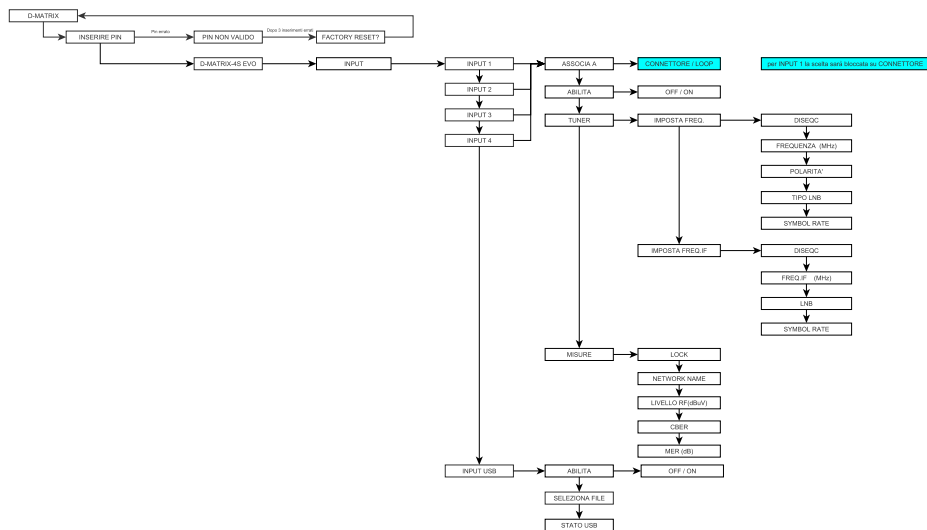 D-MATRIX
INSERIRE PIN
Pin errato
PIN NON VALIDO
Dopo 3 inserimenti errati
FACTORY RESET?
D-MATRIX-4S EVO
INPUT
INPUT 1
ASSOCIA A
CONNETTORE / LOOP
per INPUT 1 la scelta sarà bloccata su CONNETTORE
INPUT 2
ABILITA
OFF / ON
INPUT 3
TUNER
IMPOSTA FREQ.
DISEQC
INPUT 4
FREQUENZA (MHz)
POLARITA'
TIPO LNB
SYMBOL RATE
IMPOSTA FREQ.IF
DISEQC
FREQ.IF (MHz)
LNB
SYMBOL RATE
MISURE
LOCK
NETWORK NAME
LIVELLO RF(dBuV)
CBER
MER (dB)
INPUT USB
ABILITA
OFF / ON
SELEZIONA FILE
STATO USB